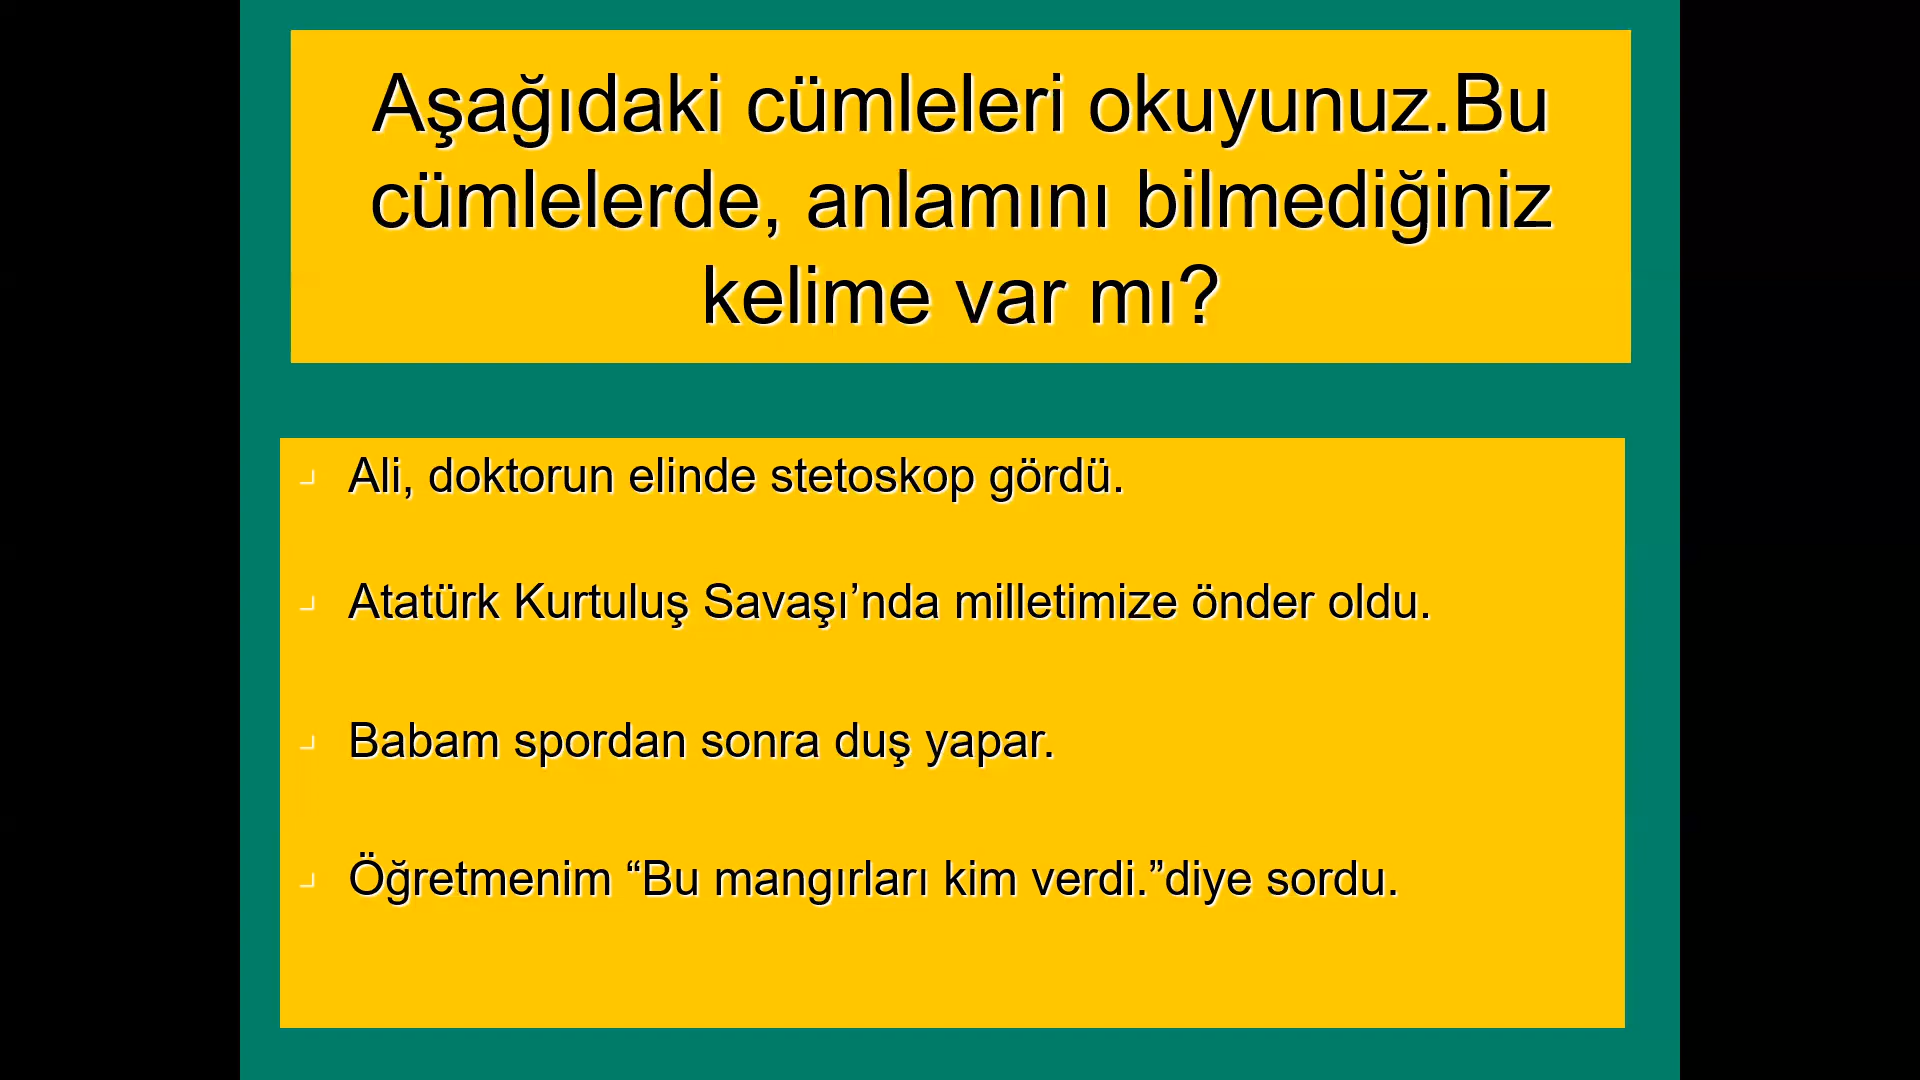 Aşağıdaki cümleleri okuyunuz.Bu
cümlelerde, anlamını bilmediğiniz
kelime var mı?
Ali, doktorun elinde stetoskop gördü.
Atatürk Kurtuluş Savaşı’nda milletimize önder oldu.
Babam spordan sonra duş yapar.
Öğretmenim “Bu mangırları kim verdi.”diye sordu.